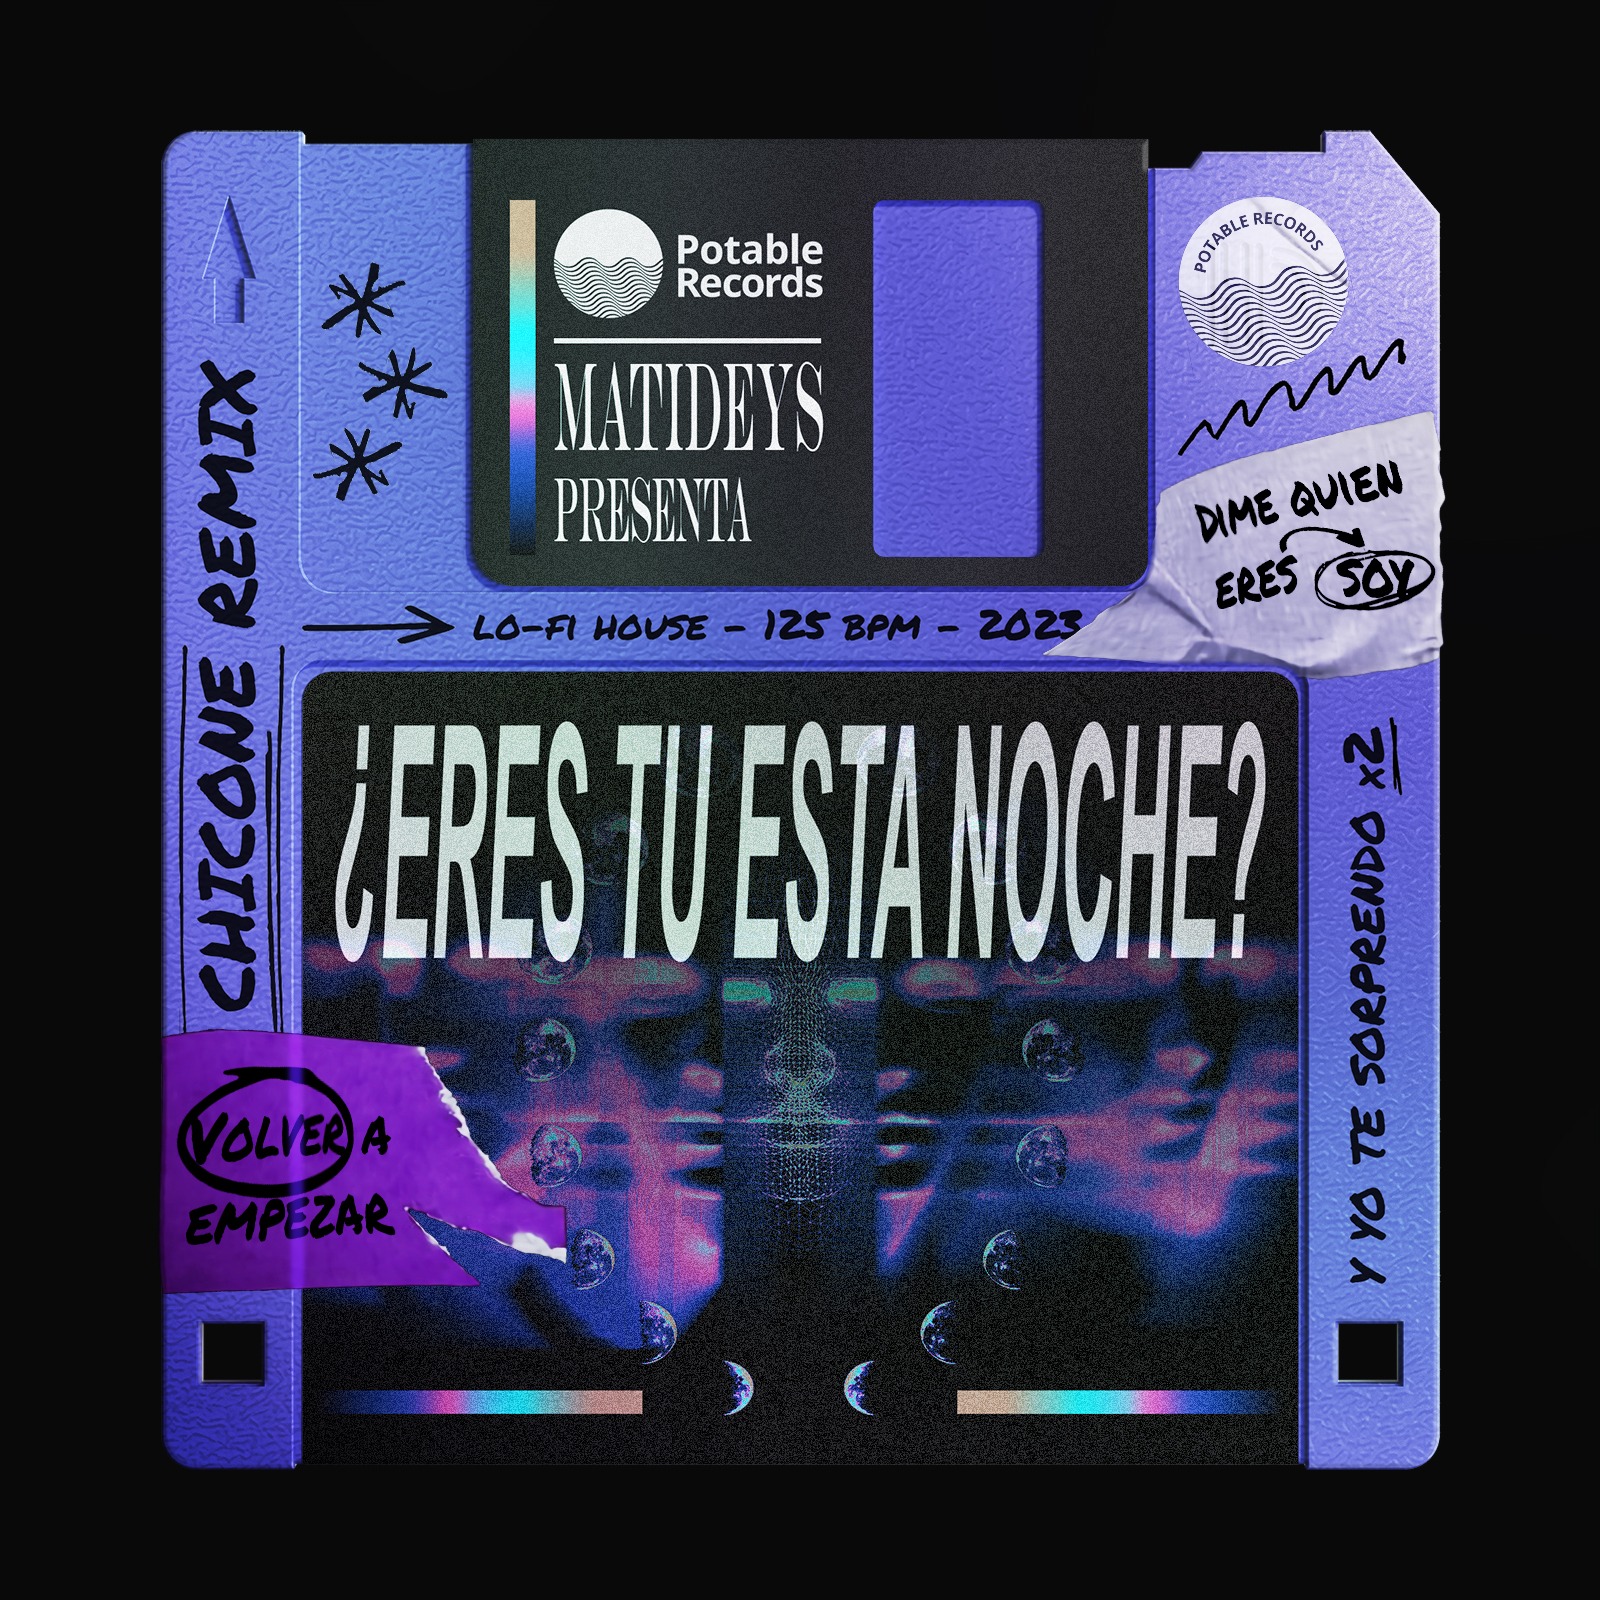 Potable
Records
MATIDEYS
PRESENTA
POTABLE RECORDS
DIME QUIEN
ERES SOY
LO-FI HOUSE - 125 BPM - 2023
CHICONE REMIX
¿ERES TU ESTA NOCHE?
VOLVER A
EMPEZAR
Y YO TE SORPRENDO x2